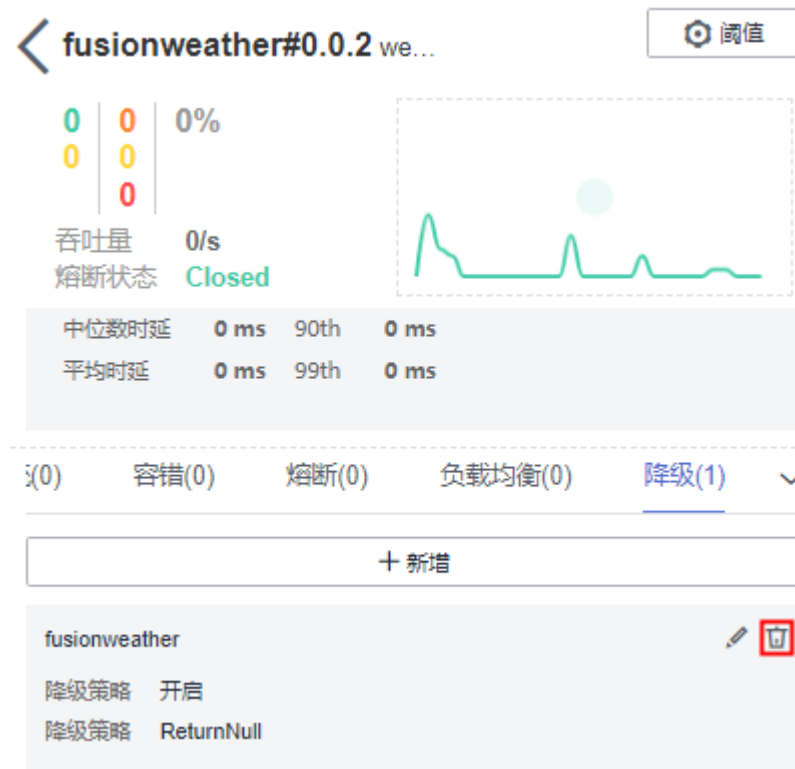 fusionweather#0.0.2 we...
阈值
0 0 0%
0 0
0
吞吐量 0/s
熔断状态 Closed
中位数时延 0 ms 90th 0 ms
平均时延 0 ms 99th 0 ms
(0) 容错(0) 熔断(0) 负载均衡(0) 降级(1)
新增
fusionweather
降级策略 开启
降级策略 ReturnNull